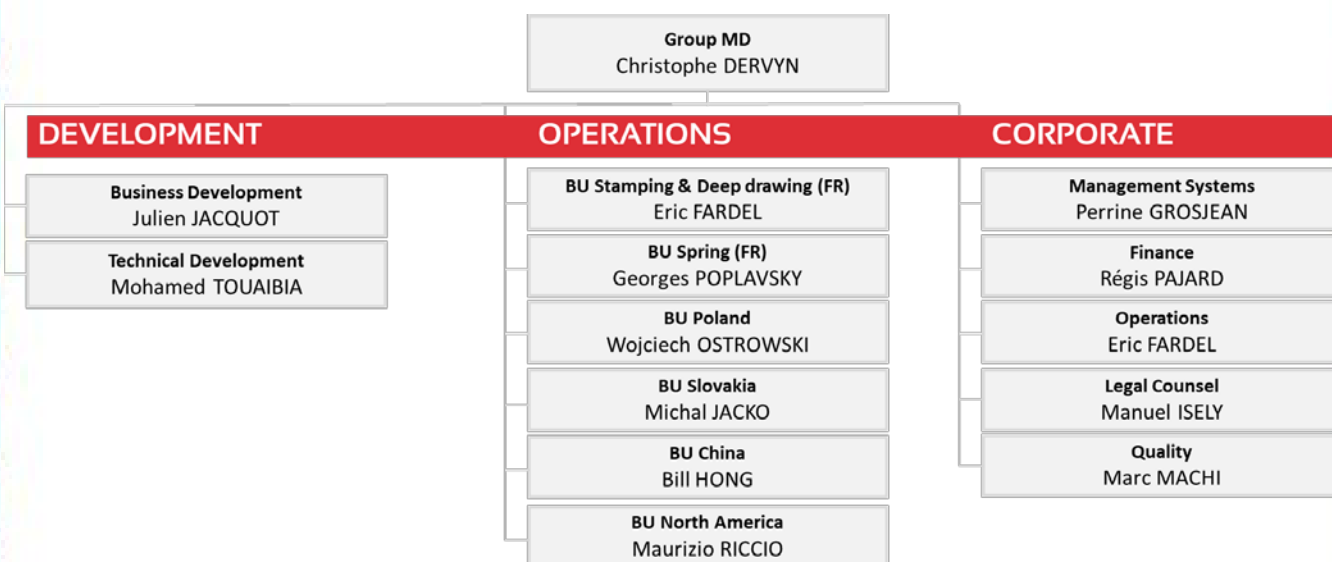 Group MD
Christophe DERVYN
DEVELOPMENT
Business Development
Julien JACQUOT
Technical Development
Mohamed TOUAIBIA
OPERATIONS
BU Stamping & Deep drawing (FR)
Eric FARDEL
BU Spring (FR)
Georges POPLAVSKY
BU Poland
Wojciech OSTROWSKI
BU Slovakia
Michal JACKO
BU China
Bill HONG
BU North America
Maurizio RICCIO
CORPORATE
Management Systems
Perrine GROSJEAN
Finance
Régis PAJARD
Operations
Eric FARDEL
Legal Counsel
Manuel ISELY
Quality
Marc MACHI